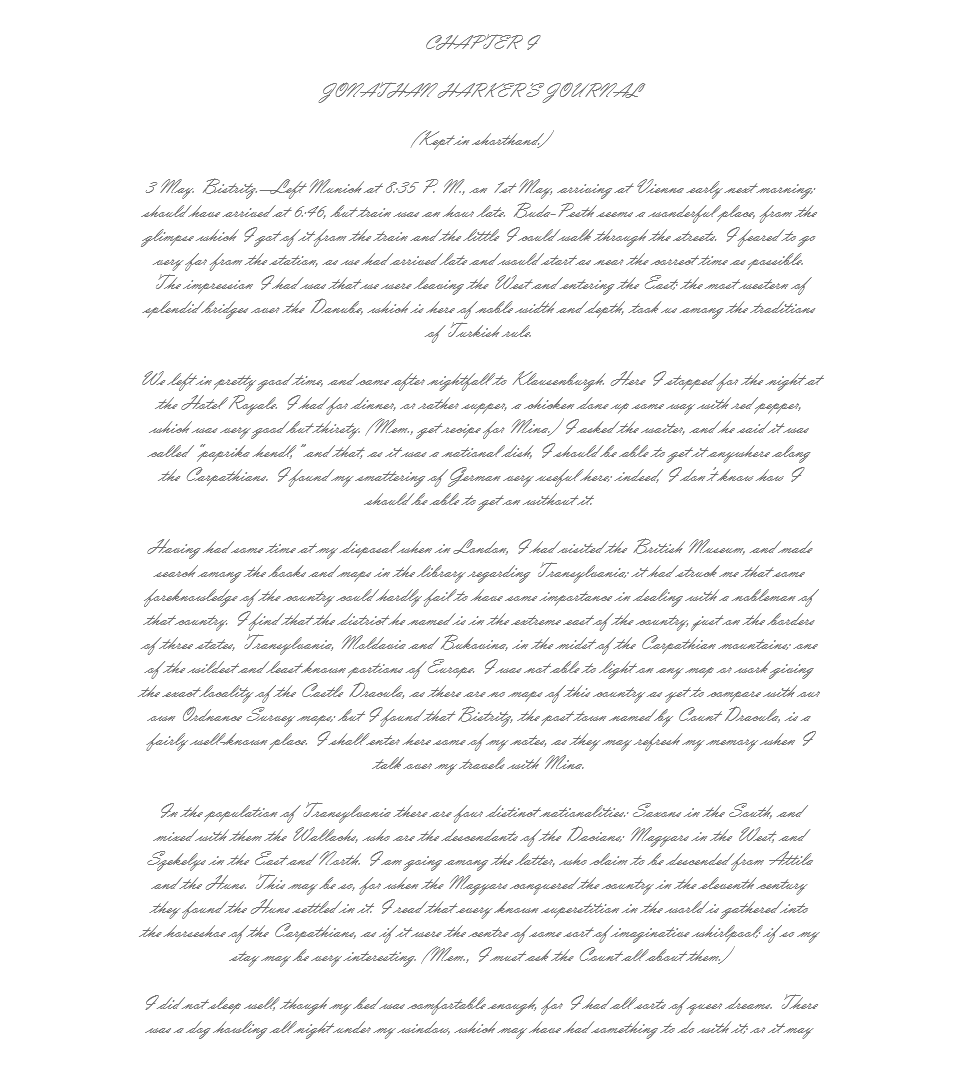 CHAPTER I
JONATHAN HARKER'S JOURNAL
(Kept in shorthand.)
3 May. Bistritz.—Left Munich at 8:35 P. M., on 1st May, arriving at Vienna early next morning;
should have arrived at 6:46, but train was an hour late. Buda-Pesth seems a wonderful place, from the
glimpse which I got of it from the train and the little I could walk through the streets. I feared to go
very far from the station, as we had arrived late and would start as near the correct time as possible.
The impression I had was that we were leaving the West and entering the East; the most western of
splendid bridges over the Danube, which is here of noble width and depth, took us among the traditions
of Turkish rule.
We left in pretty good time, and came after nightfall to Klausenburgh. Here I stopped for the night at
the Hotel Royale. I had for dinner, or rather supper, a chicken done up some way with red pepper,
which was very good but thirsty. (Mem., get recipe for Mina.) I asked the waiter, and he said it was
called "paprika hendl," and that, as it was a national dish, I should be able to get it anywhere along
the Carpathians. I found my smattering of German very useful here; indeed, I don't know how I
should be able to get on without it.
Having had some time at my disposal when in London, I had visited the British Museum, and made
search among the books and maps in the library regarding Transylvania; it had struck me that some
foreknowledge of the country could hardly fail to have some importance in dealing with a nobleman of
that country. I find that the district he named is in the extreme east of the country, just on the borders
of three states, Transylvania, Moldavia and Bukovina, in the midst of the Carpathian mountains; one
of the wildest and least known portions of Europe. I was not able to light on any map or work giving
the exact locality of the Castle Dracula, as there are no maps of this country as yet to compare with our
own Ordnance Survey maps; but I found that Bistritz, the post town named by Count Dracula, is a
fairly well-known place. I shall enter here some of my notes, as they may refresh my memory when I
talk over my travels with Mina.
In the population of Transylvania there are four distinct nationalities: Saxons in the South, and
mixed with them the Wallachs, who are the descendants of the Dacians; Magyars in the West, and
Szekelys in the East and North. I am going among the latter, who claim to be descended from Attila
and the Huns. This may be so, for when the Magyars conquered the country in the eleventh century
they found the Huns settled in it. I read that every known superstition in the world is gathered into
the horseshoe of the Carpathians, as if it were the centre of some sort of imaginative whirlpool; if so my
stay may be very interesting. (Mem., I must ask the Count all about them.)
I did not sleep well, though my bed was comfortable enough, for I had all sorts of queer dreams. There
was a dog howling all night under my window, which may have had something to do with it; or it may